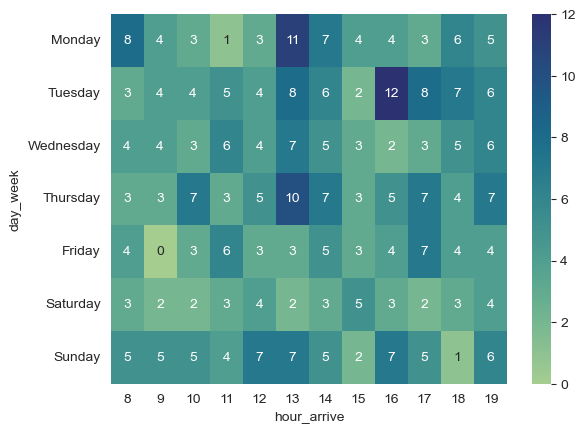 Monday 8 4 3 1 3 11 7 4 4 3 6 5
Tuesday 3 4 4 5 4 8 6 2 12 8 7 6
Wednesday 4 4 3 6 4 7 5 3 2 3 5 6
Thursday 3 3 7 3 5 10 7 3 5 7 4 7
Friday 4 0 3 6 3 3 5 3 4 7 4 4
Saturday 3 2 2 3 4 2 3 5 3 2 3 4
Sunday 5 5 5 4 7 7 5 2 7 5 1 6
8 9 10 11 12 13 14 15 16 17 18 19
hour_arrive
day_week
12
10
8
6
4
2
0